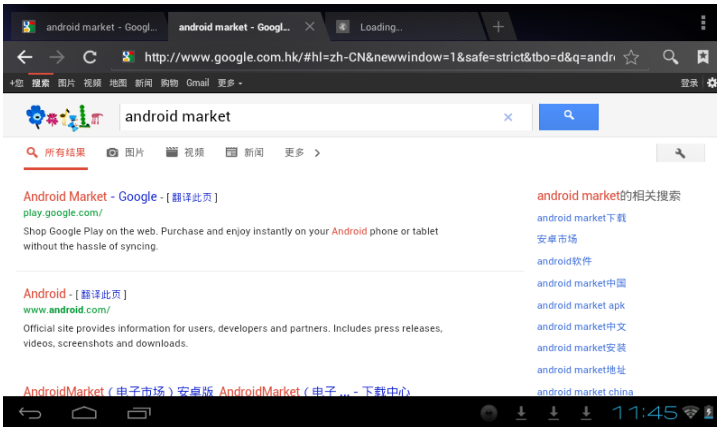 android market - Googl...
android market - Googl...
Loading...
http://www.google.com.hk/#hl=zh-CN&newwindow=1&safe=strict&tbo=d&q=andr
+您 搜索 图片 视频 地图 新闻 购物 Gmail 更多
登录
android market
所有结果 图片 视频 新闻 更多
Android Market - Google - [ 翻译此页 ]
play.google.com/
Shop Google Play on the web. Purchase and enjoy instantly on your Android phone or tablet
without the hassle of syncing.
Android - [ 翻译此页 ]
www.android.com/
Official site provides information for users, developers and partners. Includes press releases,
videos, screenshots and downloads.
AndroidMarket（电子市场）安卓版_AndroidMarket（电子 ... - 下载中心
android market的相关搜索
android market下载
安卓市场
android软件
android market中国
android market apk
android market中文
android market安装
android market地址
android market china
11:45